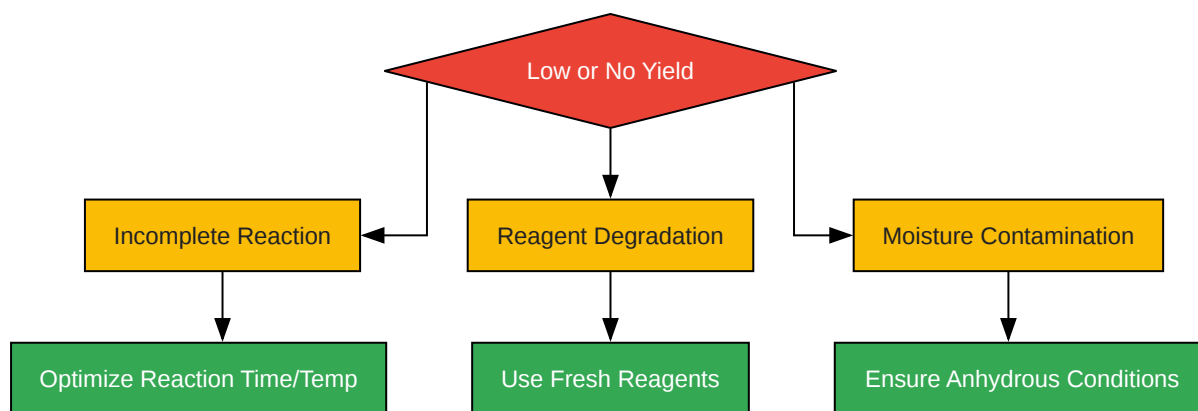 Low or No Yield
Incomplete Reaction
Reagent Degradation
Moisture Contamination
Optimize Reaction Time/Temp
Use Fresh Reagents
Ensure Anhydrous Conditions